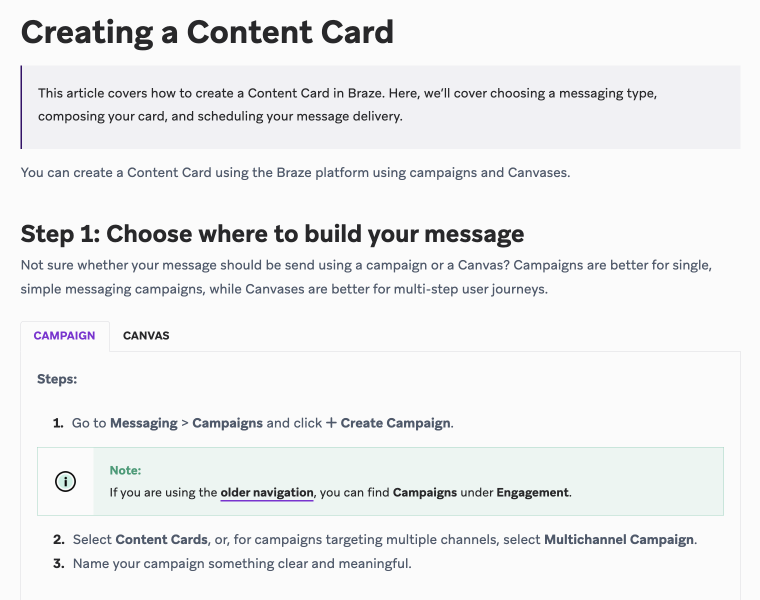 Creating a Content Card
This article covers how to create a Content Card in Braze. Here, we'll cover choosing a messaging type,
composing your card, and scheduling your message delivery.
You can create a Content Card using the Braze platform using campaigns and Canvases.
Step 1: Choose where to build your message
Not sure whether your message should be send using a campaign or a Canvas? Campaigns are better for single,
simple messaging campaigns, while Canvases are better for multi-step user journeys.
CAMPAIGN CANVAS
Steps:
1. Go to Messaging > Campaigns and click + Create Campaign.
Note:
If you are using the older navigation, you can find Campaigns under Engagement.
2. Select Content Cards, or, for campaigns targeting multiple channels, select Multichannel Campaign.
3. Name your campaign something clear and meaningful.